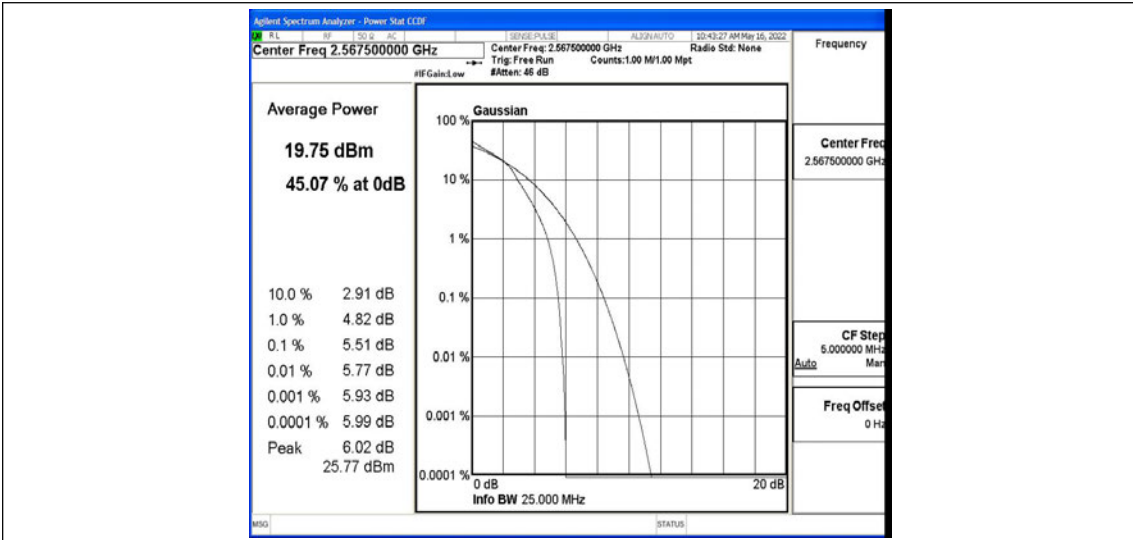 Agilent Spectrum Analyzer - Power Stat CCDF
RL RF 50 Ω AC SENSE:PULSE ALIGN AUTO 10:43:27 AM May 16, 2022
Center Freq 2.567500000 GHz
Center Freq: 2.567500000 GHz Radio Std: None
Trig: Free Run Counts:1.00 M/1.00 Mpt
#IFGain:Low #Atten: 46 dB
Average Power
19.75 dBm
45.07 % at 0dB
10.0 % 2.91 dB
1.0 % 4.82 dB
0.1 % 5.51 dB
0.01 % 5.77 dB
0.001 % 5.93 dB
0.0001 % 5.99 dB
Peak 6.02 dB
25.77 dBm
Gaussian
100 %
10 %
1 %
0.1 %
0.01 %
0.001 %
0.0001 %
0 dB 20 dB
Info BW 25.000 MHz
Frequency
Center Freq
2.567500000 GHz
CF Step
5.000000 MHz
Auto Man
Freq Offset
0 Hz
MSG STATUS